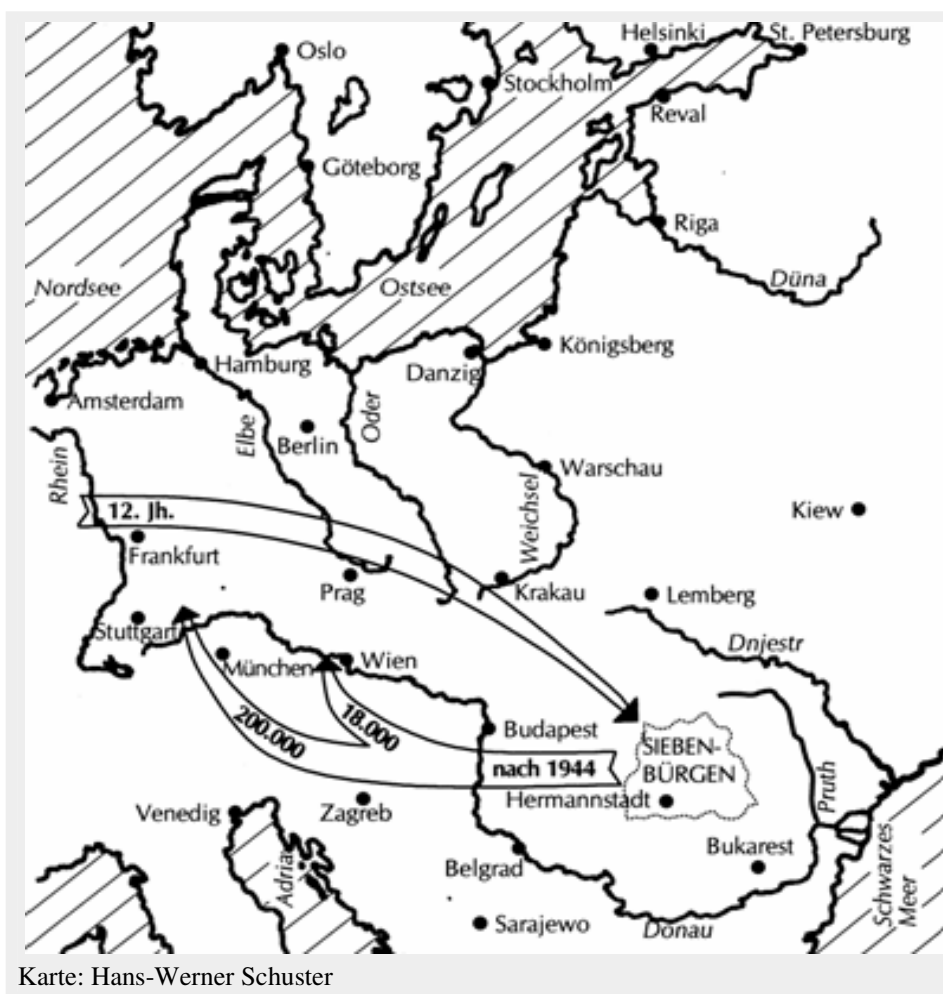 Oslo
Helsinki
St. Petersburg
Stockholm
Reval
Göteborg
Riga
Nordsee
Ostsee
Düna
Königsberg
Hamburg
Danzig
Amsterdam
Elbe
Berlin
Oder
Rhein
Warschau
Weichsel
12. Jh.
Kiew
Frankfurt
Prag
Krakau
Lemberg
Stuttgart
Dnjestr
München
Wien
200.000
18.000
Budapest
SIEBEN-
BÜRGEN
nach 1944
Hermannstadt
Pruth
Venedig
Zagreb
Adria
Belgrad
Bukarest
Schwarzes
Meer
Sarajewo
Donau
Karte: Hans-Werner Schuster